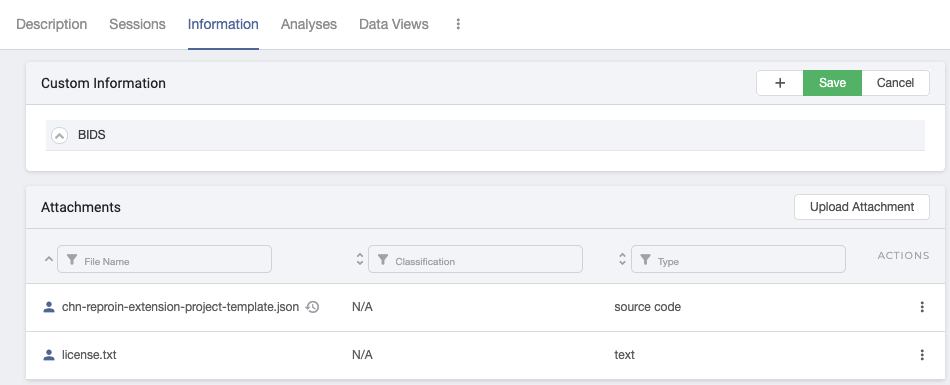 Description Sessions Information Analyses Data Views
Custom Information + Save Cancel
BIDS
Attachments Upload Attachment
File Name Classification Type ACTIONS
chn-reproin-extension-project-template.json N/A source code
license.txt N/A text